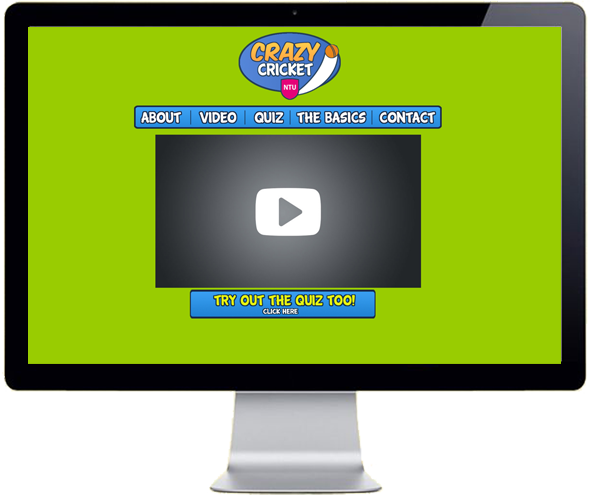 CRAZY
CRICKET
NTU
ABOUT | VIDEO | QUIZ | THE BASICS | CONTACT
TRY OUT THE QUIZ TOO!
CLICK HERE